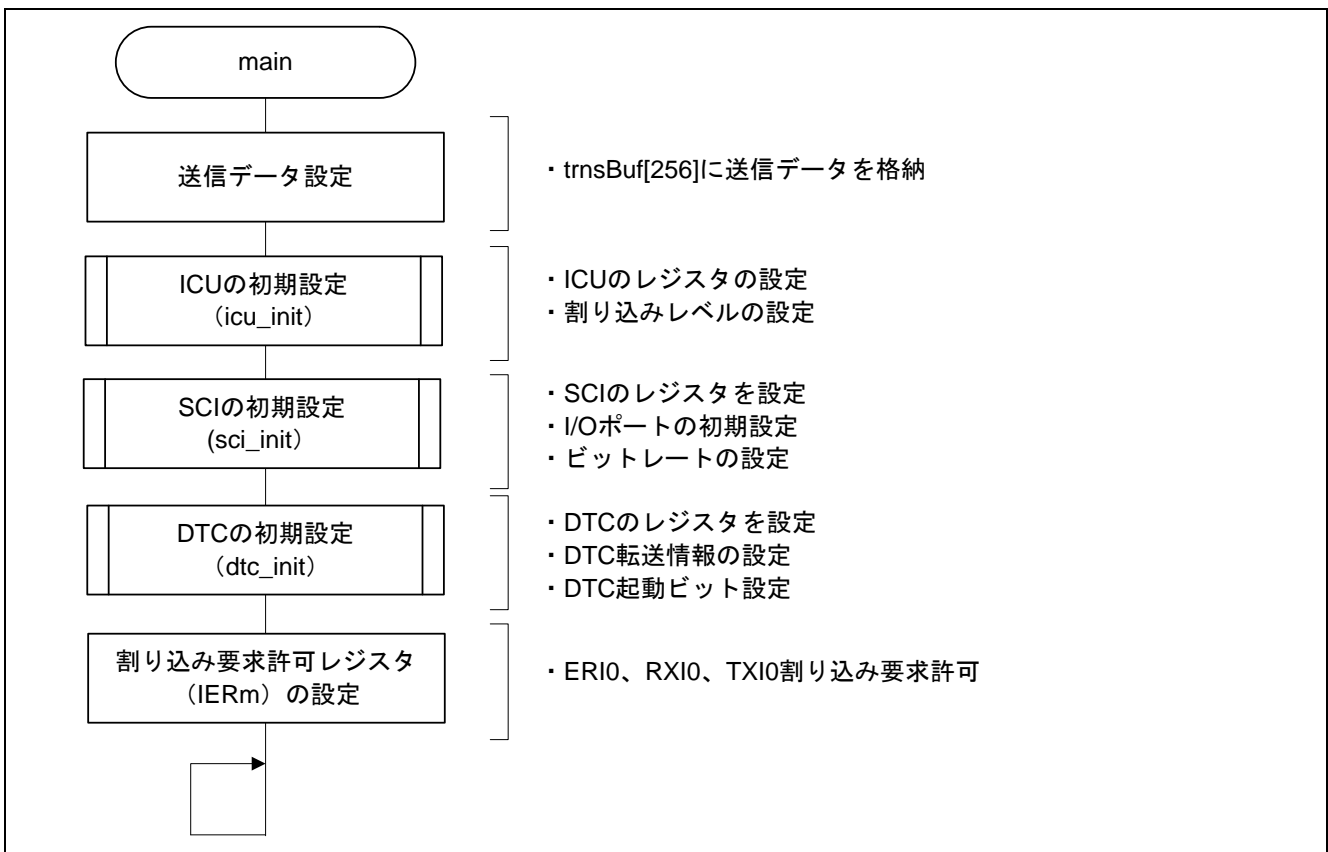 main
送信データ設定
・trnsBuf[256]に送信データを格納
ICUの初期設定
（icu_init）
・ICUのレジスタの設定
・割り込みレベルの設定
SCIの初期設定
(sci_init）
・SCIのレジスタを設定
・I/Oポートの初期設定
・ビットレートの設定
DTCの初期設定
（dtc_init）
・DTCのレジスタを設定
・DTC転送情報の設定
・DTC起動ビット設定
割り込み要求許可レジスタ
（IERm）の設定
・ERI0、RXI0、TXI0割り込み要求許可